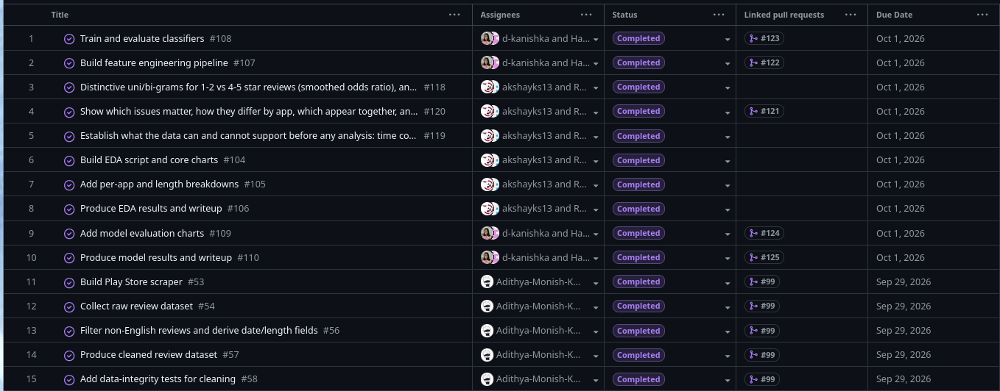 Title ... Assignees ... Status ... Linked pull requests ... Due Date ...
1 Train and evaluate classifiers #108 d-kanishka and Ha... Completed #123 Oct 1, 2026
2 Build feature engineering pipeline #107 d-kanishka and Ha... Completed #122 Oct 1, 2026
3 Distinctive uni/bi-grams for 1-2 vs 4-5 star reviews (smoothed odds ratio), an... #118 akshayks13 and R... Completed Oct 1, 2026
4 Show which issues matter, how they differ by app, which appear together, an... #120 akshayks13 and R... Completed #121 Oct 1, 2026
5 Establish what the data can and cannot support before any analysis: time co... #119 akshayks13 and R... Completed Oct 1, 2026
6 Build EDA script and core charts #104 akshayks13 and R... Completed Oct 1, 2026
7 Add per-app and length breakdowns #105 akshayks13 and R... Completed Oct 1, 2026
8 Produce EDA results and writeup #106 akshayks13 and R... Completed Oct 1, 2026
9 Add model evaluation charts #109 d-kanishka and Ha... Completed #124 Oct 1, 2026
10 Produce model results and writeup #110 d-kanishka and Ha... Completed #125 Oct 1, 2026
11 Build Play Store scraper #53 Adithya-Monish-K... Completed #99 Sep 29, 2026
12 Collect raw review dataset #54 Adithya-Monish-K... Completed #99 Sep 29, 2026
13 Filter non-English reviews and derive date/length fields #56 Adithya-Monish-K... Completed #99 Sep 29, 2026
14 Produce cleaned review dataset #57 Adithya-Monish-K... Completed #99 Sep 29, 2026
15 Add data-integrity tests for cleaning #58 Adithya-Monish-K... Completed #99 Sep 29, 2026